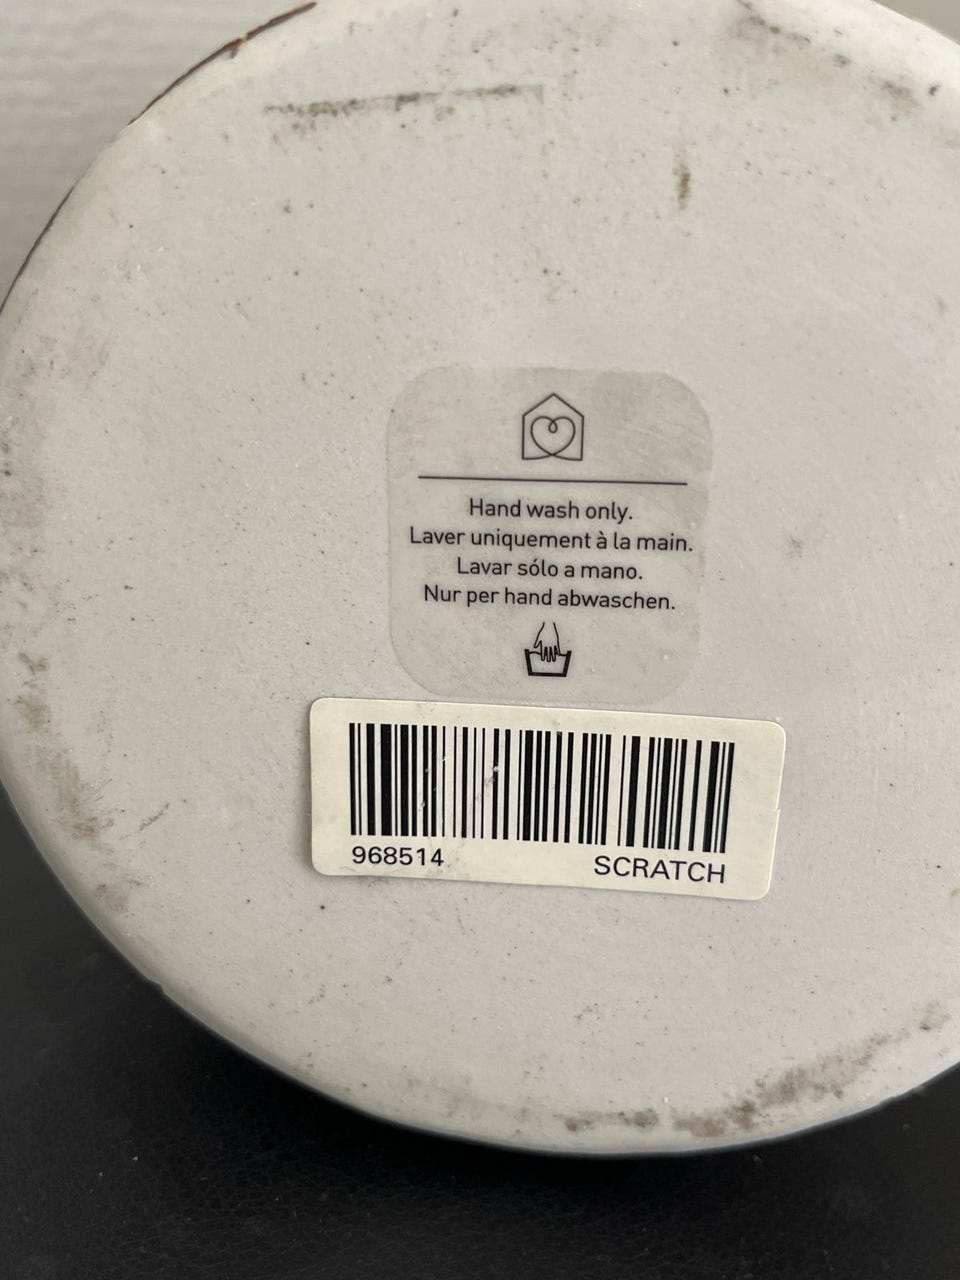 Hand wash only.
Laver uniquement à la main.
Lavar sólo a mano.
Nur per hand abwaschen.
968514 SCRATCH